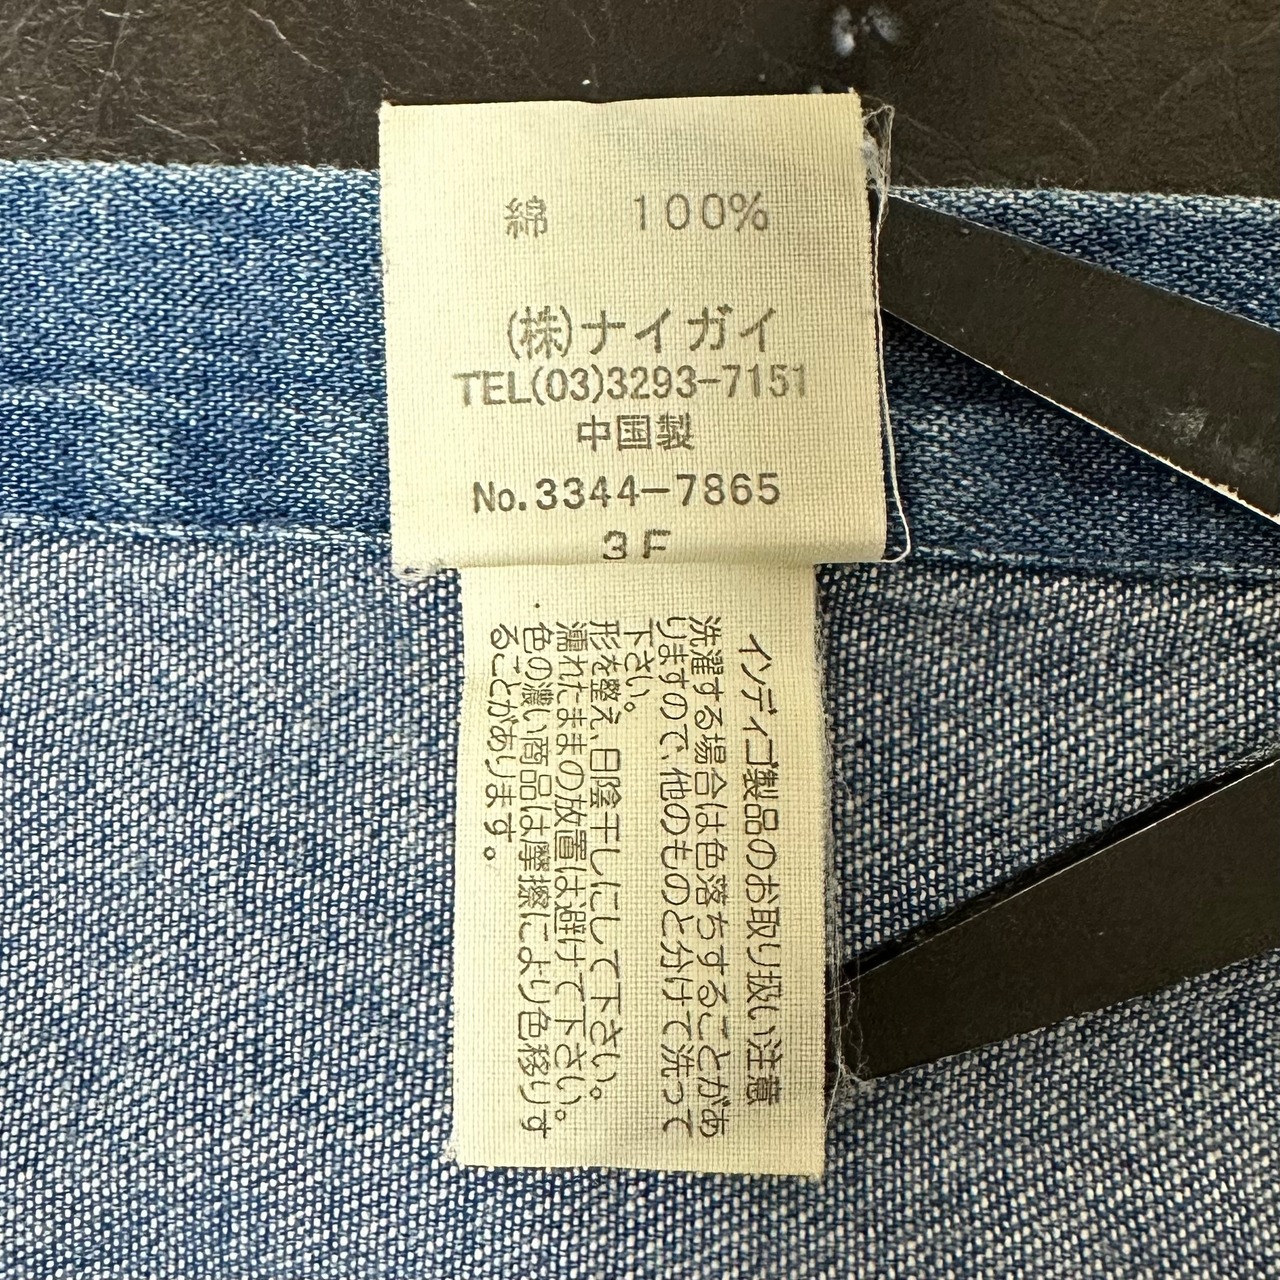 綿 100%
(株)ナイガイ
TEL(03)3293-7151
中国製
No.3344-7865
3F
インディゴ製品のお取り扱い注意
洗濯する場合は色落ちすることがあ
りますので、他のものと分けて洗って
下さい。
形を整え、日陰干しにして下さい。
濡れたままの放置は避けて下さい。
色の濃い商品は摩擦により色移りす
ることがあります。